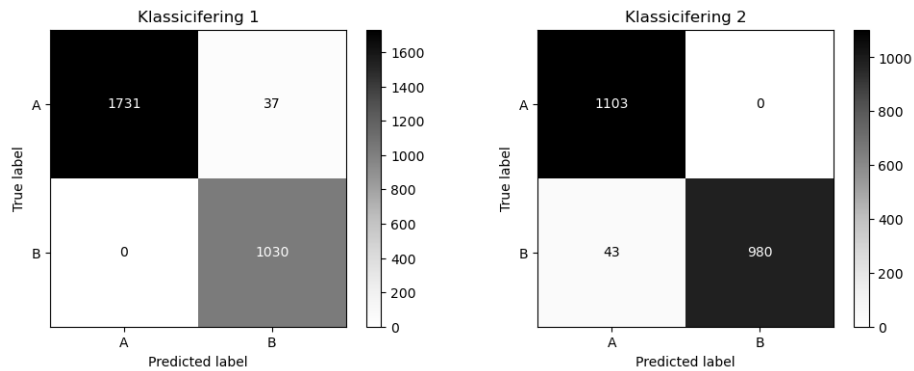 Klassicifering 1
1731
37
0
1030
A
B
True label
A
B
Predicted label
1600
1400
1200
1000
800
600
400
200
0
Klassicifering 2
1103
0
43
980
A
B
True label
A
B
Predicted label
1000
800
600
400
200
0